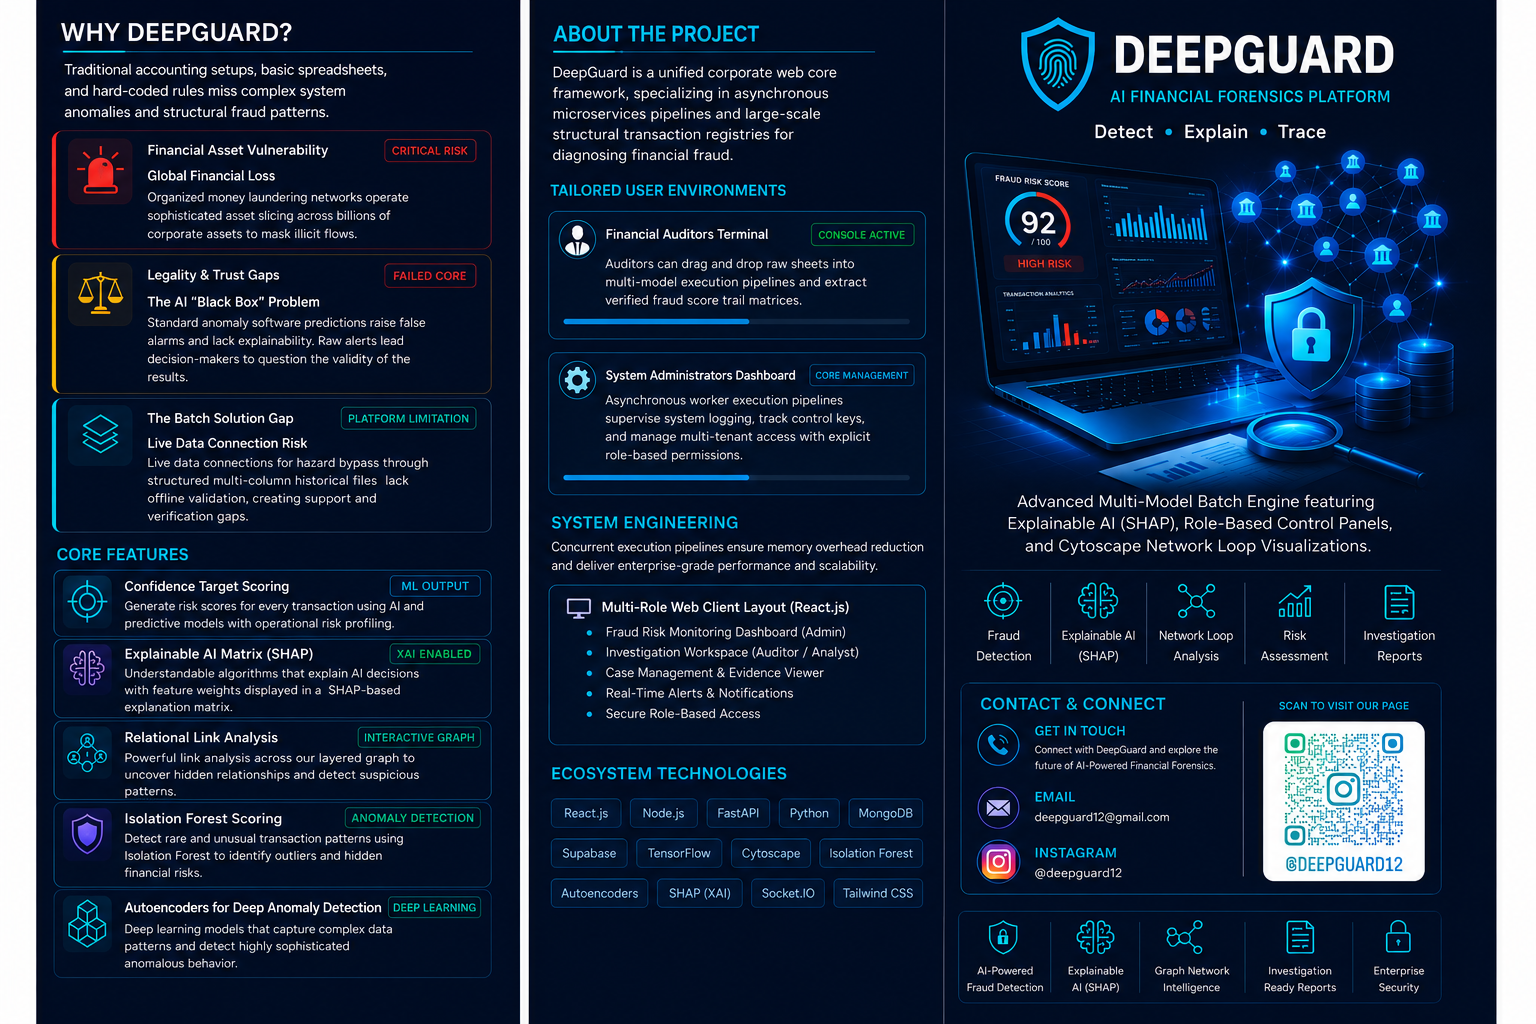 WHY DEEPGUARD?
Traditional accounting setups, basic spreadsheets,
and hard-coded rules miss complex system
anomalies and structural fraud patterns.
Financial Asset Vulnerability
CRITICAL RISK
Global Financial Loss
Organized money laundering networks operate
sophisticated asset slicing across billions of
corporate assets to mask illicit flows.
Legality & Trust Gaps
FAILED CORE
The AI “Black Box” Problem
Standard anomaly software predictions raise false
alarms and lack explainability. Raw alerts lead
decision-makers to question the validity of the
results.
The Batch Solution Gap
PLATFORM LIMITATION
Live Data Connection Risk
Live data connections for hazard bypass through
structured multi-column historical files lack
offline validation, creating support and
verification gaps.
CORE FEATURES
Confidence Target Scoring
ML OUTPUT
Generate risk scores for every transaction using AI and
predictive models with operational risk profiling.
Explainable AI Matrix (SHAP)
XAI ENABLED
Understandable algorithms that explain AI decisions
with feature weights displayed in a SHAP-based
explanation matrix.
Relational Link Analysis
INTERACTIVE GRAPH
Powerful link analysis across our layered graph to
uncover hidden relationships and detect suspicious
patterns.
Isolation Forest Scoring
ANOMALY DETECTION
Detect rare and unusual transaction patterns using
Isolation Forest to identify outliers and hidden
financial risks.
Autoencoders for Deep Anomaly Detection
DEEP LEARNING
Deep learning models that capture complex data
patterns and detect highly sophisticated
anomalous behavior.
ABOUT THE PROJECT
DeepGuard is a unified corporate web core
framework, specializing in asynchronous
microservices pipelines and large-scale
structural transaction registries for
diagnosing financial fraud.
TAILORED USER ENVIRONMENTS
Financial Auditors Terminal
CONSOLE ACTIVE
Auditors can drag and drop raw sheets into
multi-model execution pipelines and extract
verified fraud score trail matrices.
System Administrators Dashboard
CORE MANAGEMENT
Asynchronous worker execution pipelines
supervise system logging, track control keys,
and manage multi-tenant access with explicit
role-based permissions.
SYSTEM ENGINEERING
Concurrent execution pipelines ensure memory overhead reduction
and deliver enterprise-grade performance and scalability.
Multi-Role Web Client Layout (React.js)
• Fraud Risk Monitoring Dashboard (Admin)
• Investigation Workspace (Auditor / Analyst)
• Case Management & Evidence Viewer
• Real-Time Alerts & Notifications
• Secure Role-Based Access
ECOSYSTEM TECHNOLOGIES
React.js
Node.js
FastAPI
Python
MongoDB
Supabase
TensorFlow
Cytoscape
Isolation Forest
Autoencoders
SHAP (XAI)
Socket.IO
Tailwind CSS
DEEPGUARD
AI FINANCIAL FORENSICS PLATFORM
Detect • Explain • Trace
FRAUD RISK SCORE
92
/ 100
HIGH RISK
TRANSACTION ANALYTICS
Advanced Multi-Model Batch Engine featuring
Explainable AI (SHAP), Role-Based Control Panels,
and Cytoscape Network Loop Visualizations.
Fraud
Detection
Explainable AI
(SHAP)
Network Loop
Analysis
Risk
Assessment
Investigation
Reports
CONTACT & CONNECT
GET IN TOUCH
Connect with DeepGuard and explore the
future of AI-Powered Financial Forensics.
EMAIL
deepguard12@gmail.com
INSTAGRAM
@deepguard12
SCAN TO VISIT OUR PAGE
@DEEPGUARD12
AI-Powered
Fraud Detection
Explainable
AI (SHAP)
Graph Network
Intelligence
Investigation
Ready Reports
Enterprise
Security